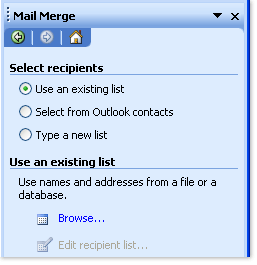 Mail Merge
Select recipients
Use an existing list
Select from Outlook contacts
Type a new list
Use an existing list
Use names and addresses from a file or a
database.
Browse...
Edit recipient list...